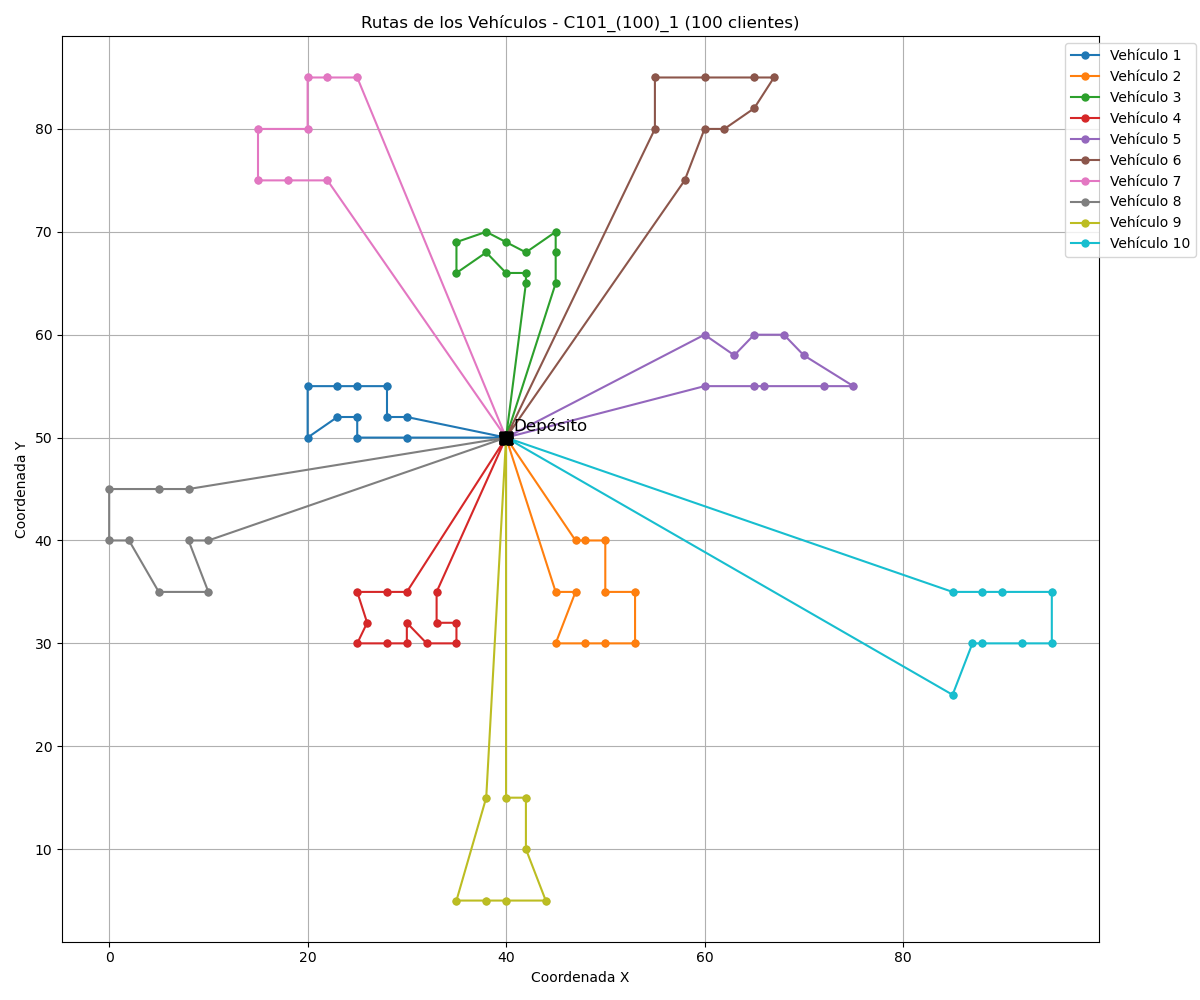 Rutas de los Vehículos - C101_(100)_1 (100 clientes)
Vehículo 1
Vehículo 2
Vehículo 3
Vehículo 4
Vehículo 5
Vehículo 6
Vehículo 7
Vehículo 8
Vehículo 9
Vehículo 10
80
70
60
50
40
30
20
10
Coordenada Y
Depósito
0
20
40
60
80
Coordenada X